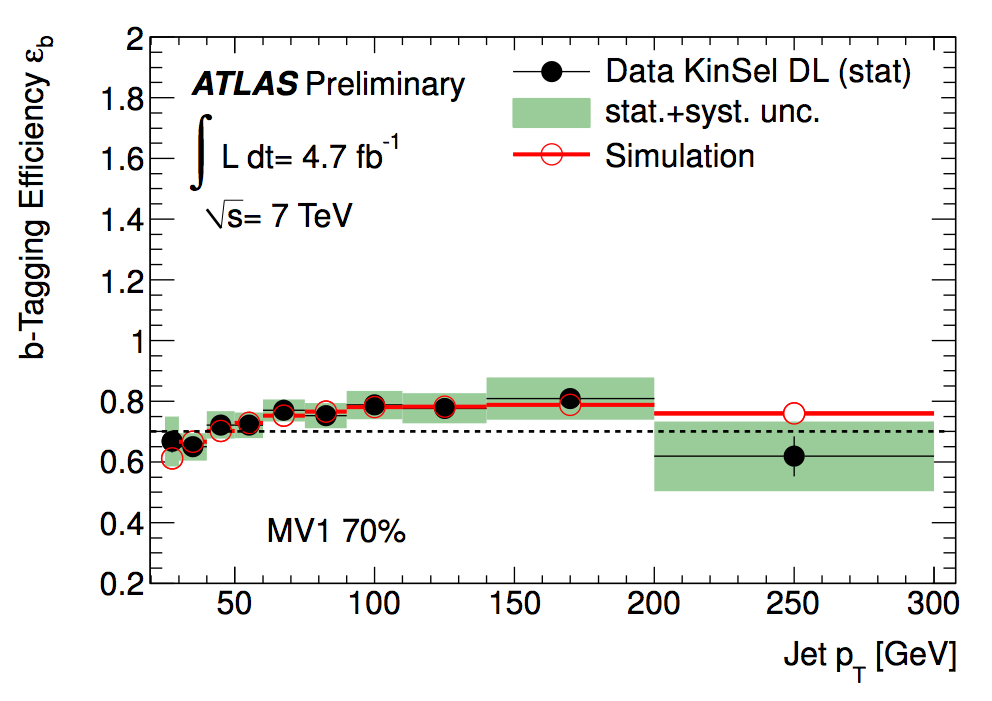 b-Tagging Efficiency ε_b
2
1.8
1.6
1.4
1.2
1
0.8
0.6
0.4
0.2
ATLAS Preliminary
∫ L dt= 4.7 fb⁻¹
√s= 7 TeV
Data KinSel DL (stat)
stat.+syst. unc.
Simulation
MV1 70%
50 100 150 200 250 300
Jet p_T [GeV]